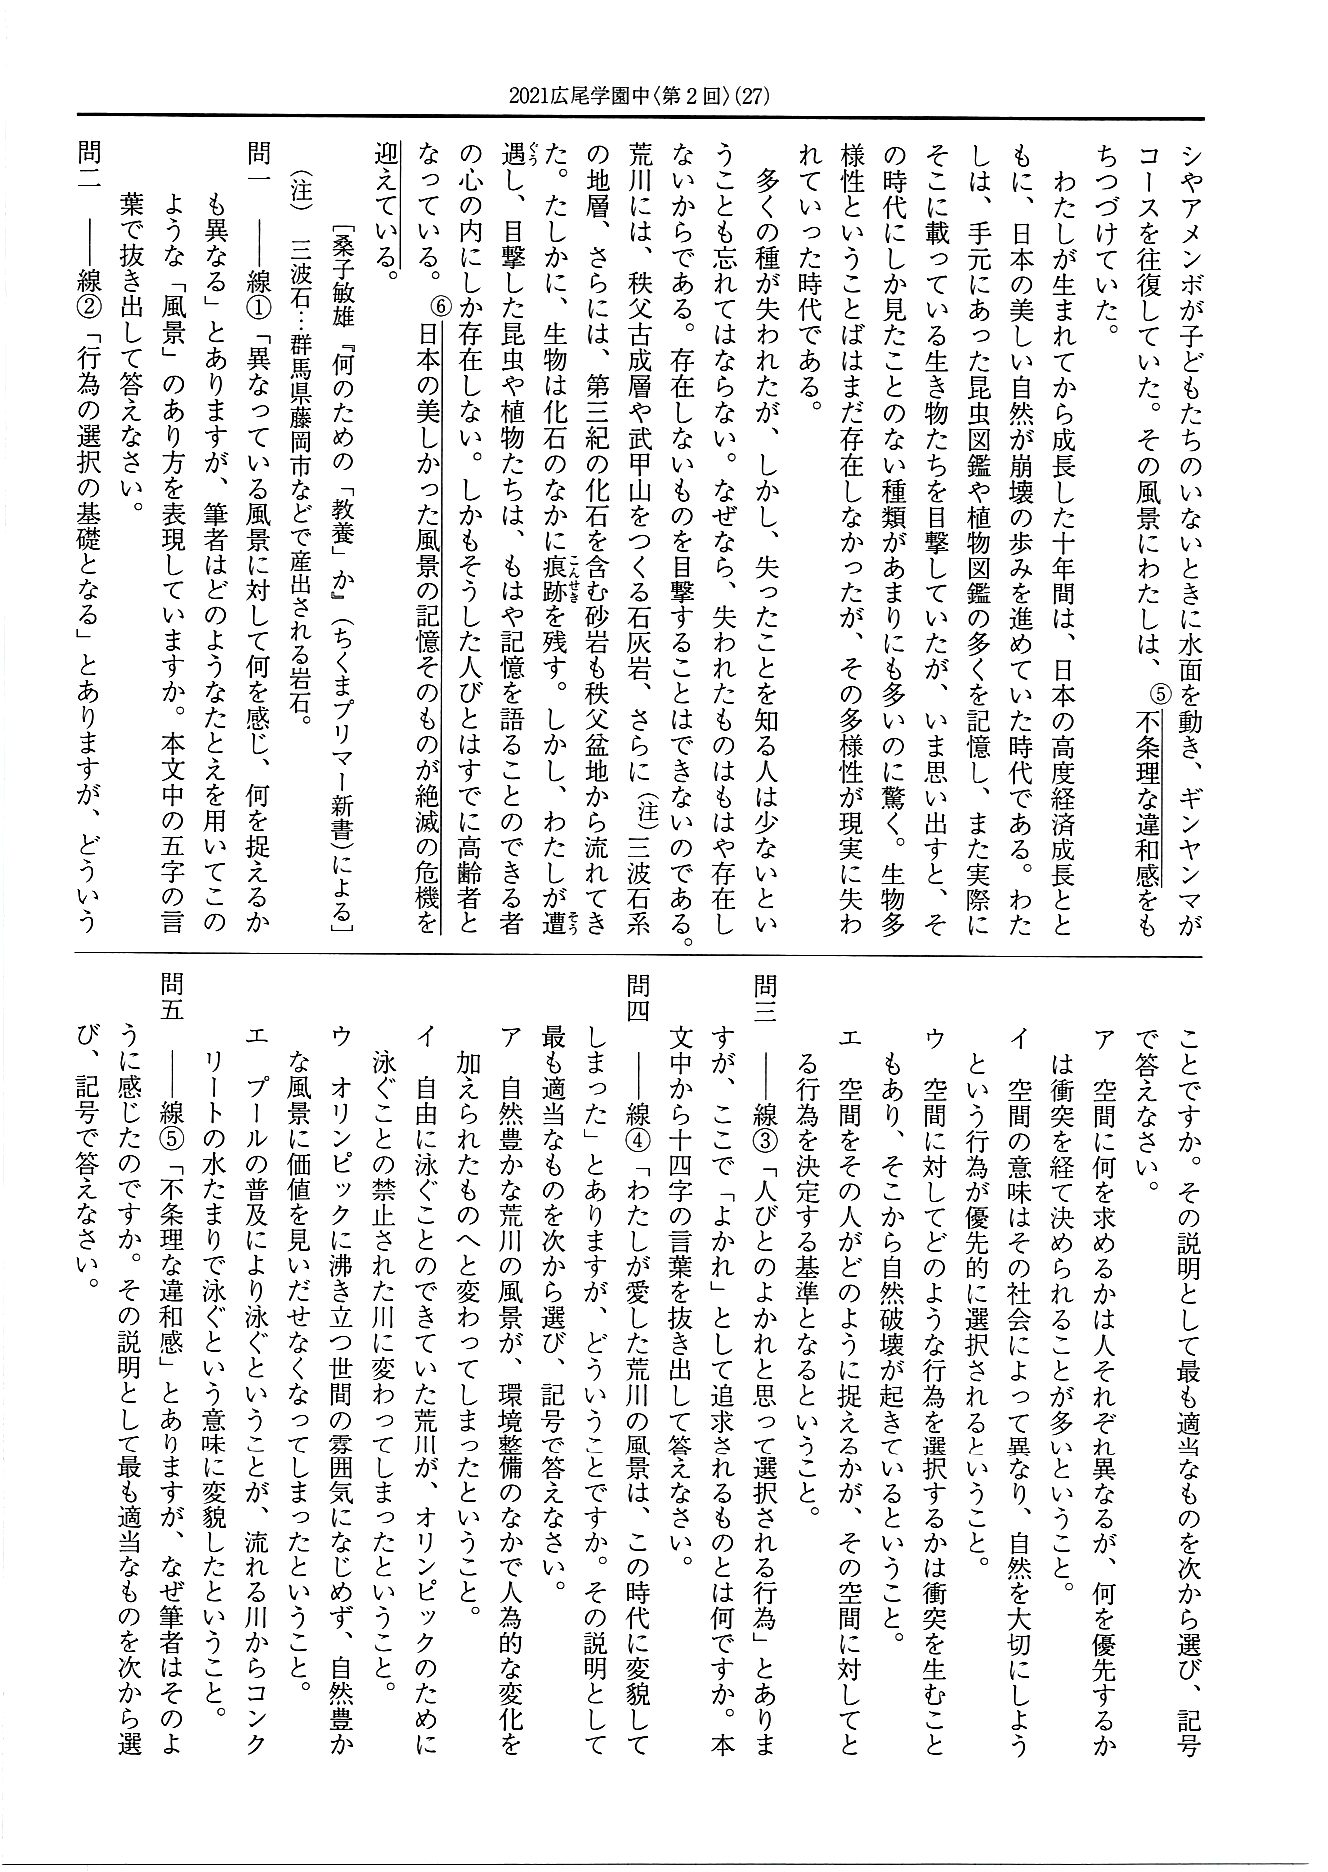 2021広尾学園中〈第2回〉(27)
シやアメンボが子どもたちのいないときに水面を動き、ギンヤンマが
コースを往復していた。その風景にわたしは、⑤不条理な違和感をも
ちつづけていた。
わたしが生まれてから成長した十年間は、日本の高度経済成長とと
もに、日本の美しい自然が崩壊の歩みを進めていた時代である。わた
しは、手元にあった昆虫図鑑や植物図鑑の多くを記憶し、また実際に
そこに載っている生き物たちを目撃していたが、いま思い出すと、そ
の時代にしか見たことのない種類があまりにも多いのに驚く。生物多
様性ということばはまだ存在しなかったが、その多様性が現実に失わ
れていった時代である。
多くの種が失われたが、しかし、失ったことを知る人は少ないとい
うことも忘れてはならない。なぜなら、失われたものはもはや存在し
ないからである。存在しないものを目撃することはできないのである。
荒川には、秩父古成層や武甲山をつくる石灰岩、さらに(注)三波石系
の地層、さらには、第三紀の化石を含む砂岩も秩父盆地から流れてき
た。たしかに、生物は化石のなかに痕跡こんせきを残す。しかし、わたしが遭そう
遇ぐうし、目撃した昆虫や植物たちは、もはや記憶を語ることのできる者
の心の内にしか存在しない。しかもそうした人びとはすでに高齢者と
なっている。⑥日本の美しかった風景の記憶そのものが絶滅の危機を
迎えている。
[桑子敏雄『何のための「教養」か』(ちくまプリマー新書)による]
(注) 三波石…群馬県藤岡市などで産出される岩石。
問一 ――線①「異なっている風景に対して何を感じ、何を捉えるか
も異なる」とありますが、筆者はどのようなたとえを用いてこの
ような「風景」のあり方を表現していますか。本文中の五字の言
葉で抜き出して答えなさい。
問二 ――線②「行為の選択の基礎となる」とありますが、どういう
ことですか。その説明として最も適当なものを次から選び、記号
で答えなさい。
ア 空間に何を求めるかは人それぞれ異なるが、何を優先するか
は衝突を経て決められることが多いということ。
イ 空間の意味はその社会によって異なり、自然を大切にしよう
という行為が優先的に選択されるということ。
ウ 空間に対してどのような行為を選択するかは衝突を生むこと
もあり、そこから自然破壊が起きているということ。
エ 空間をその人がどのように捉えるかが、その空間に対してと
る行為を決定する基準となるということ。
問三 ――線③「人びとのよかれと思って選択される行為」とありま
すが、ここで「よかれ」として追求されるものとは何ですか。本
文中から十四字の言葉を抜き出して答えなさい。
問四 ――線④「わたしが愛した荒川の風景は、この時代に変貌して
しまった」とありますが、どういうことですか。その説明として
最も適当なものを次から選び、記号で答えなさい。
ア 自然豊かな荒川の風景が、環境整備のなかで人為的な変化を
加えられたものへと変わってしまったということ。
イ 自由に泳ぐことのできていた荒川が、オリンピックのために
泳ぐことの禁止された川に変わってしまったということ。
ウ オリンピックに沸き立つ世間の雰囲気になじめず、自然豊か
な風景に価値を見いだせなくなってしまったということ。
エ プールの普及により泳ぐということが、流れる川からコンク
リートの水たまりで泳ぐという意味に変貌したということ。
問五 ――線⑤「不条理な違和感」とありますが、なぜ筆者はそのよ
うに感じたのですか。その説明として最も適当なものを次から選
び、記号で答えなさい。